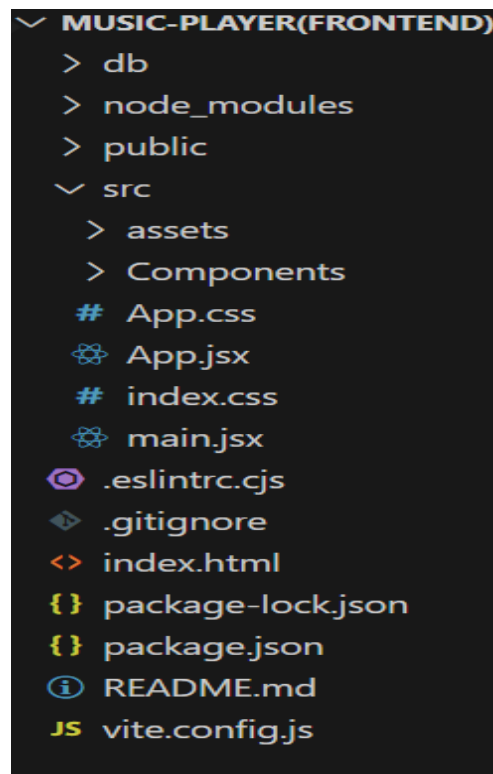 MUSIC-PLAYER(FRONTEND)
db
node_modules
public
src
assets
Components
# App.css
App.jsx
# index.css
main.jsx
.eslintrc.cjs
.gitignore
<> index.html
{} package-lock.json
{} package.json
README.md
JS vite.config.js